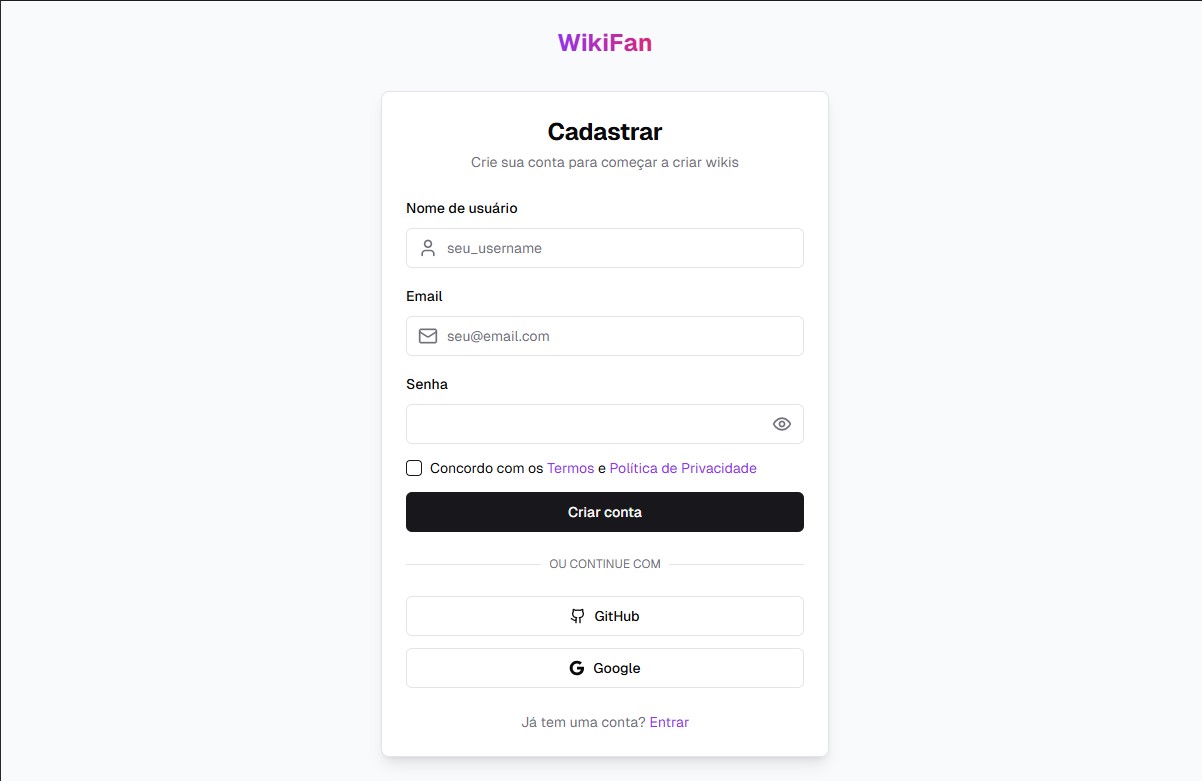 WikiFan
Cadastrar
Crie sua conta para começar a criar wikis
Nome de usuário
seu_username
Email
seu@email.com
Senha
Concordo com os Termos e Política de Privacidade
Criar conta
OU CONTINUE COM
GitHub
Google
Já tem uma conta? Entrar